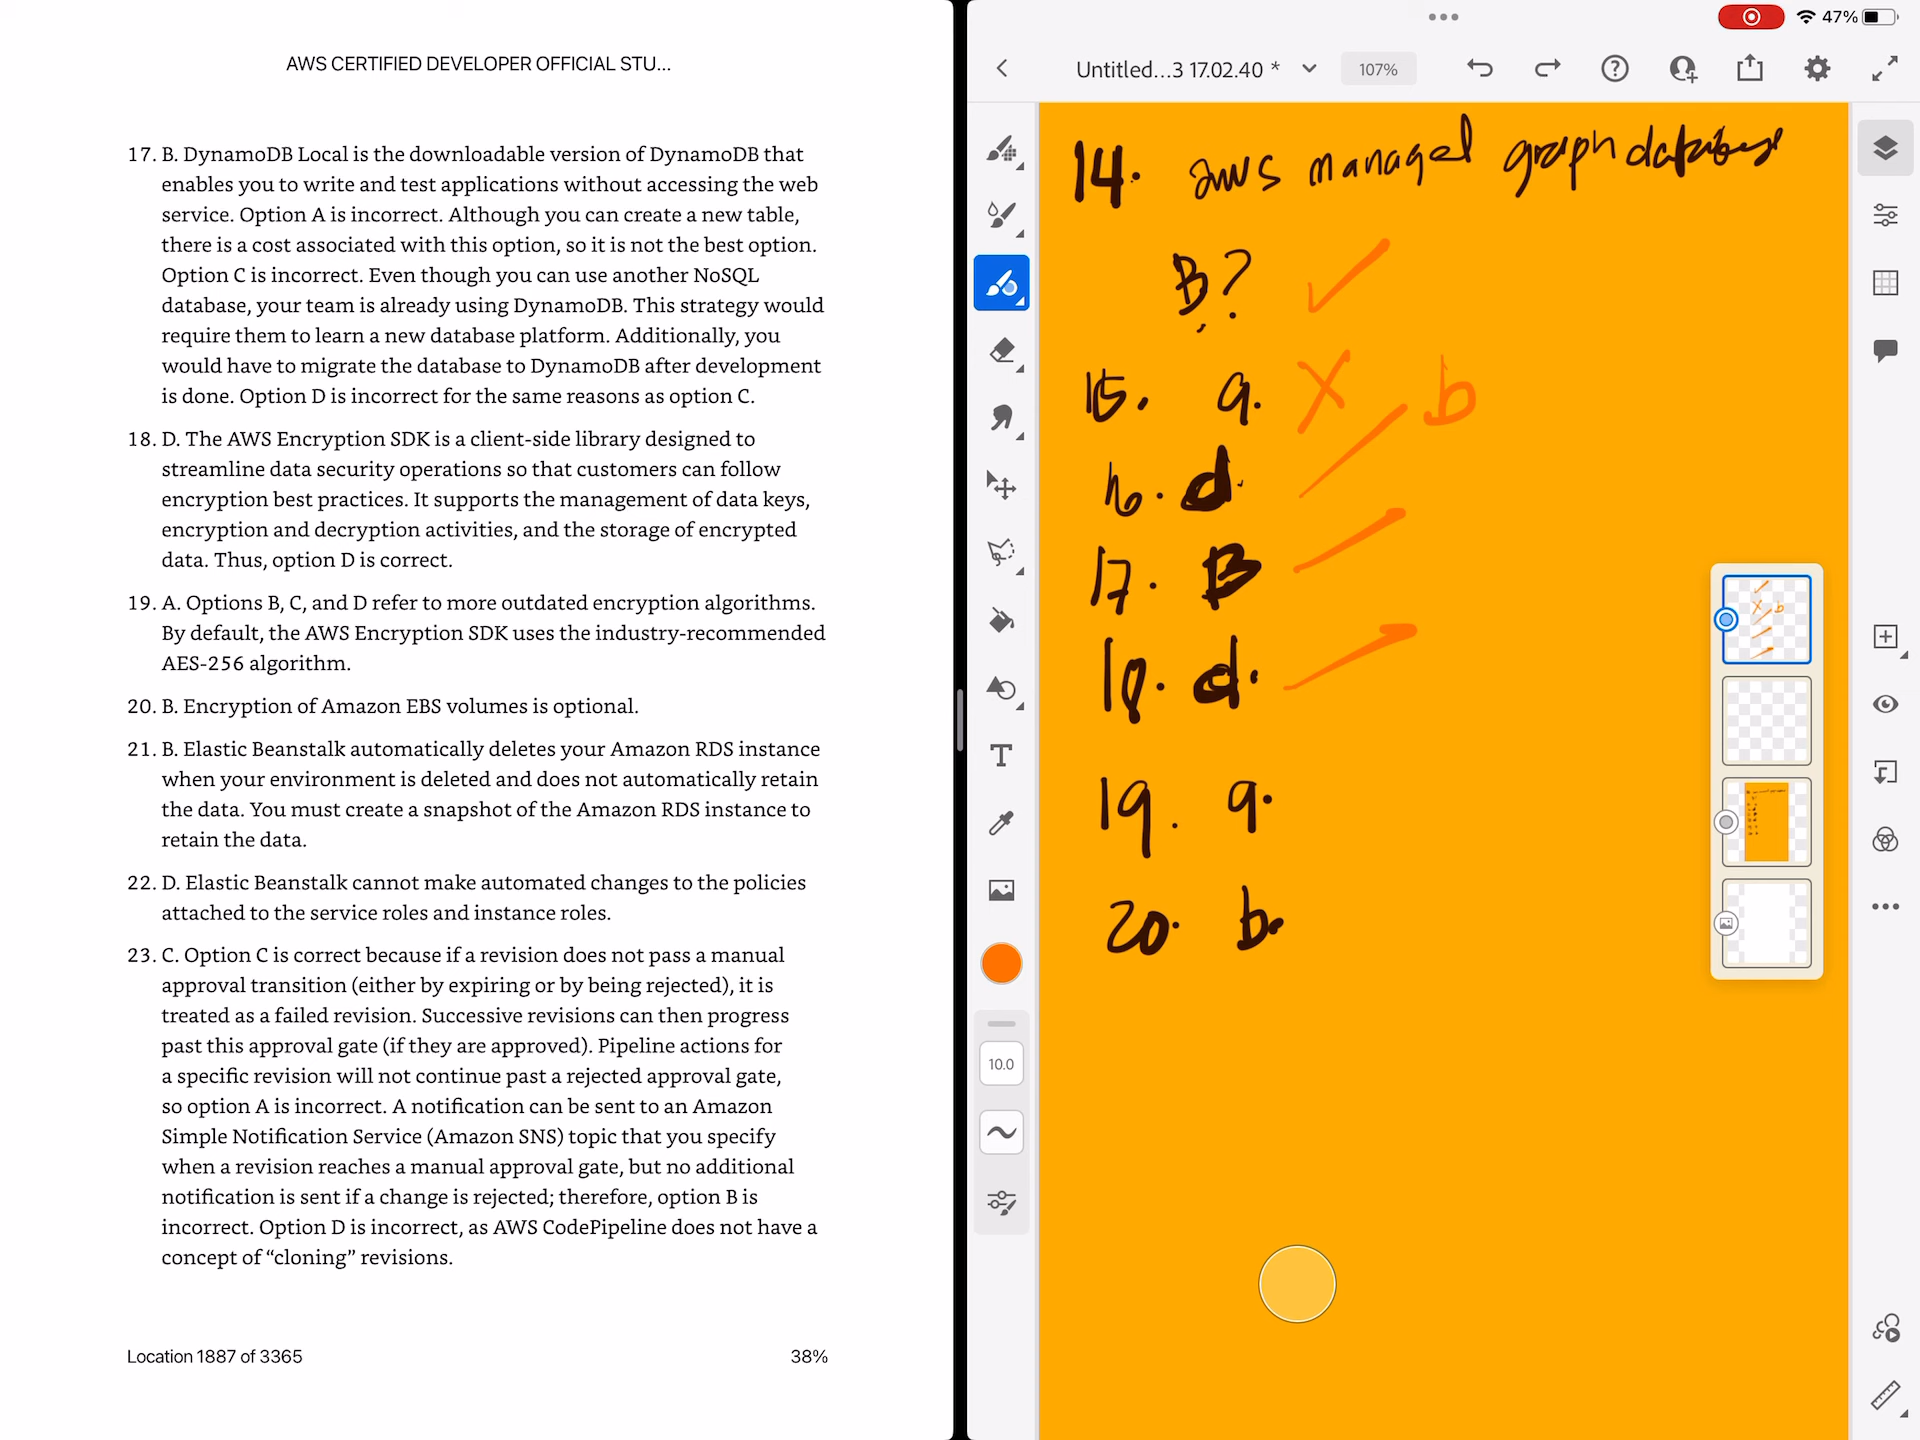 AWS CERTIFIED DEVELOPER OFFICIAL STU...
17. B. DynamoDB Local is the downloadable version of DynamoDB that
enables you to write and test applications without accessing the web
service. Option A is incorrect. Although you can create a new table,
there is a cost associated with this option, so it is not the best option.
Option C is incorrect. Even though you can use another NoSQL
database, your team is already using DynamoDB. This strategy would
require them to learn a new database platform. Additionally, you
would have to migrate the database to DynamoDB after development
is done. Option D is incorrect for the same reasons as option C.
18. D. The AWS Encryption SDK is a client-side library designed to
streamline data security operations so that customers can follow
encryption best practices. It supports the management of data keys,
encryption and decryption activities, and the storage of encrypted
data. Thus, option D is correct.
19. A. Options B, C, and D refer to more outdated encryption algorithms.
By default, the AWS Encryption SDK uses the industry-recommended
AES-256 algorithm.
20. B. Encryption of Amazon EBS volumes is optional.
21. B. Elastic Beanstalk automatically deletes your Amazon RDS instance
when your environment is deleted and does not automatically retain
the data. You must create a snapshot of the Amazon RDS instance to
retain the data.
22. D. Elastic Beanstalk cannot make automated changes to the policies
attached to the service roles and instance roles.
23. C. Option C is correct because if a revision does not pass a manual
approval transition (either by expiring or by being rejected), it is
treated as a failed revision. Successive revisions can then progress
past this approval gate (if they are approved). Pipeline actions for
a specific revision will not continue past a rejected approval gate,
so option A is incorrect. A notification can be sent to an Amazon
Simple Notification Service (Amazon SNS) topic that you specify
when a revision reaches a manual approval gate, but no additional
notification is sent if a change is rejected; therefore, option B is
incorrect. Option D is incorrect, as AWS CodePipeline does not have a
concept of “cloning” revisions.
Location 1887 of 3365
38%
47%
Untitled...3 17.02.40 *
107%
10.0
14. aws managed graph database
B?
15. a. X b
16. d.
17. B
18. d.
19. a.
20. b.